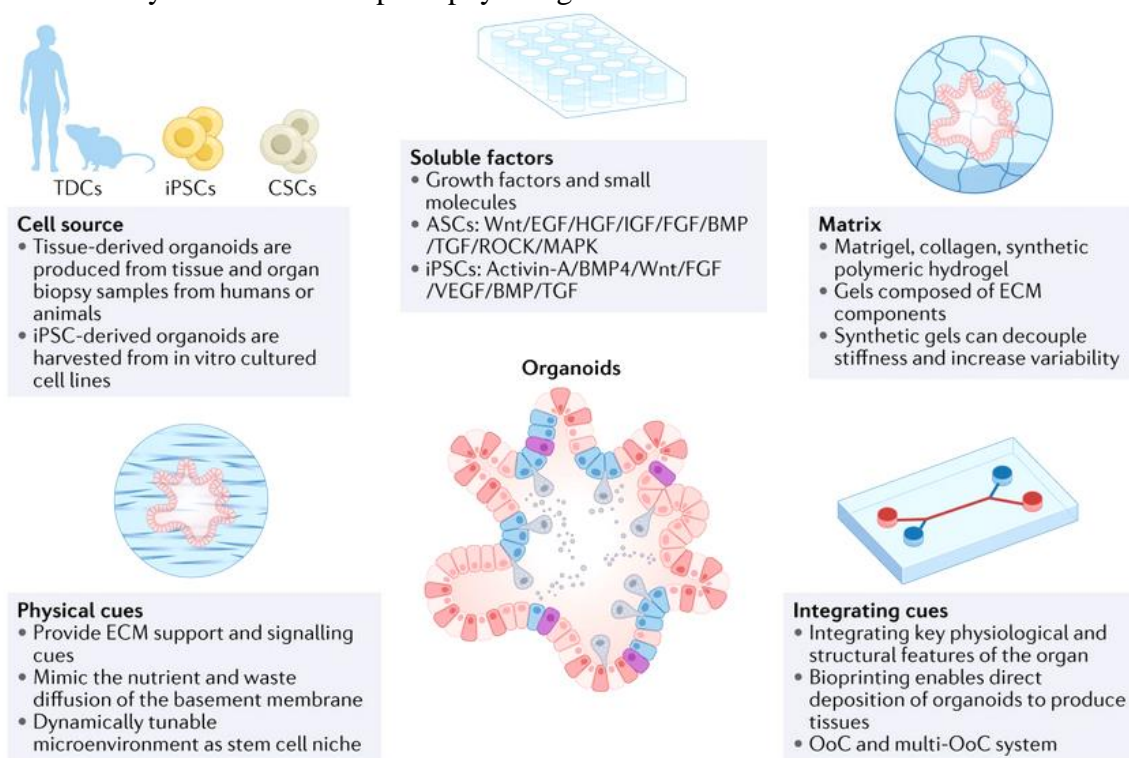 TDCs iPSCs CSCs
Cell source
• Tissue-derived organoids are
produced from tissue and organ
biopsy samples from humans or
animals
• iPSC-derived organoids are
harvested from in vitro cultured
cell lines
Soluble factors
• Growth factors and small
molecules
• ASCs: Wnt/EGF/HGF/IGF/FGF/BMP
/TGF/ROCK/MAPK
• iPSCs: Activin-A/BMP4/Wnt/FGF
/VEGF/BMP/TGF
Matrix
• Matrigel, collagen, synthetic
polymeric hydrogel
• Gels composed of ECM
components
• Synthetic gels can decouple
stiffness and increase variability
Organoids
Physical cues
• Provide ECM support and signalling
cues
• Mimic the nutrient and waste
diffusion of the basement membrane
• Dynamically tunable
microenvironment as stem cell niche
Integrating cues
• Integrating key physiological and
structural features of the organ
• Bioprinting enables direct
deposition of organoids to produce
tissues
• OoC and multi-OoC system